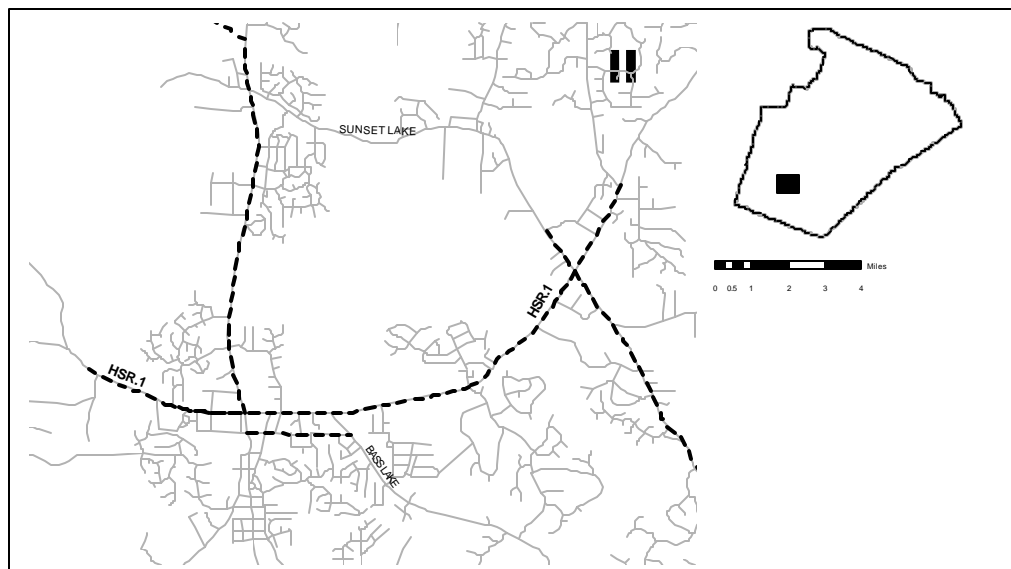 SUNSET LAKE
HSR.1
HSR.1
BASS LAKE
Miles
0 0.5 1 2 3 4